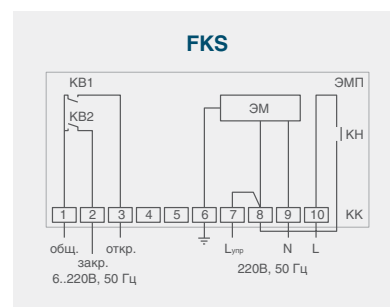 FKS
КВ1
ЭМП
КВ2
ЭМ
КН
1 2 3 4 5 6 7 8 9 10 КК
общ. откр. Lупр N L
закр.
6..220В, 50 Гц 220В, 50 Гц